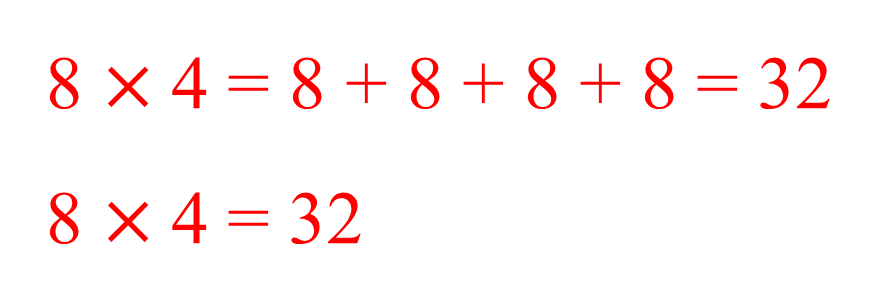 8 × 4 = 8 + 8 + 8 + 8 = 32
8 × 4 = 32